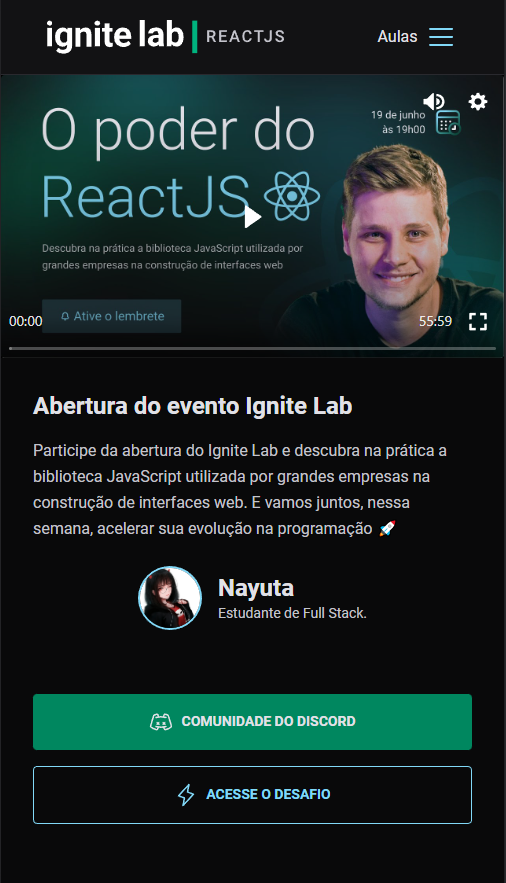 ignite lab | REACTJS
Aulas
O poder do
ReactJS
19 de junho
às 19h00
Descubra na prática a biblioteca JavaScript utilizada por
grandes empresas na construção de interfaces web
Ative o lembrete
00:00
55:59
Abertura do evento Ignite Lab
Participe da abertura do Ignite Lab e descubra na prática a
biblioteca JavaScript utilizada por grandes empresas na
construção de interfaces web. E vamos juntos, nessa
semana, acelerar sua evolução na programação 🚀
Nayuta
Estudante de Full Stack.
COMUNIDADE DO DISCORD
ACESSE O DESAFIO